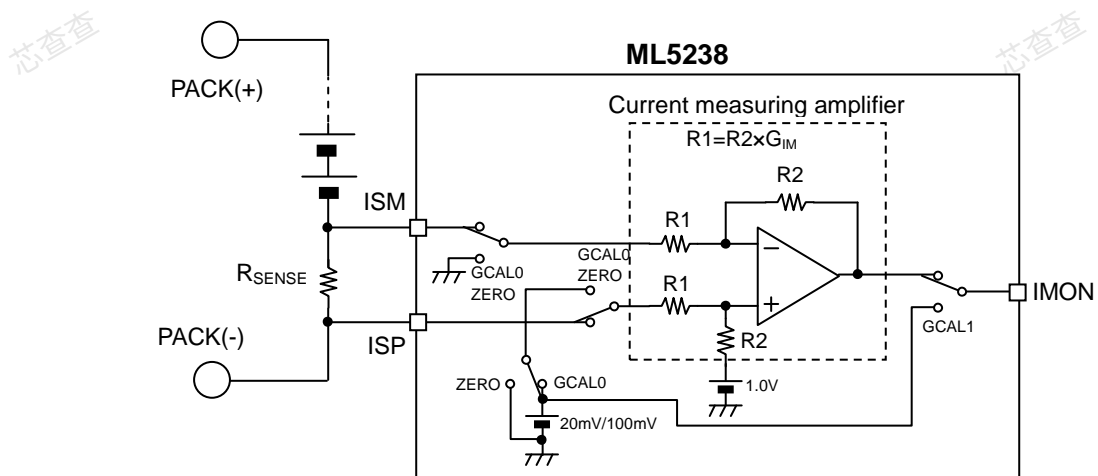 芯查查
芯查查
ML5238
PACK(+)
Current measuring amplifier
R1=R2×GIM
R2
ISM
R1
GCAL0
ZERO
GCAL0
ZERO
RSENSE
R1
IMON
GCAL1
PACK(-)
ISP
R2
ZERO
GCAL0
1.0V
20mV/100mV